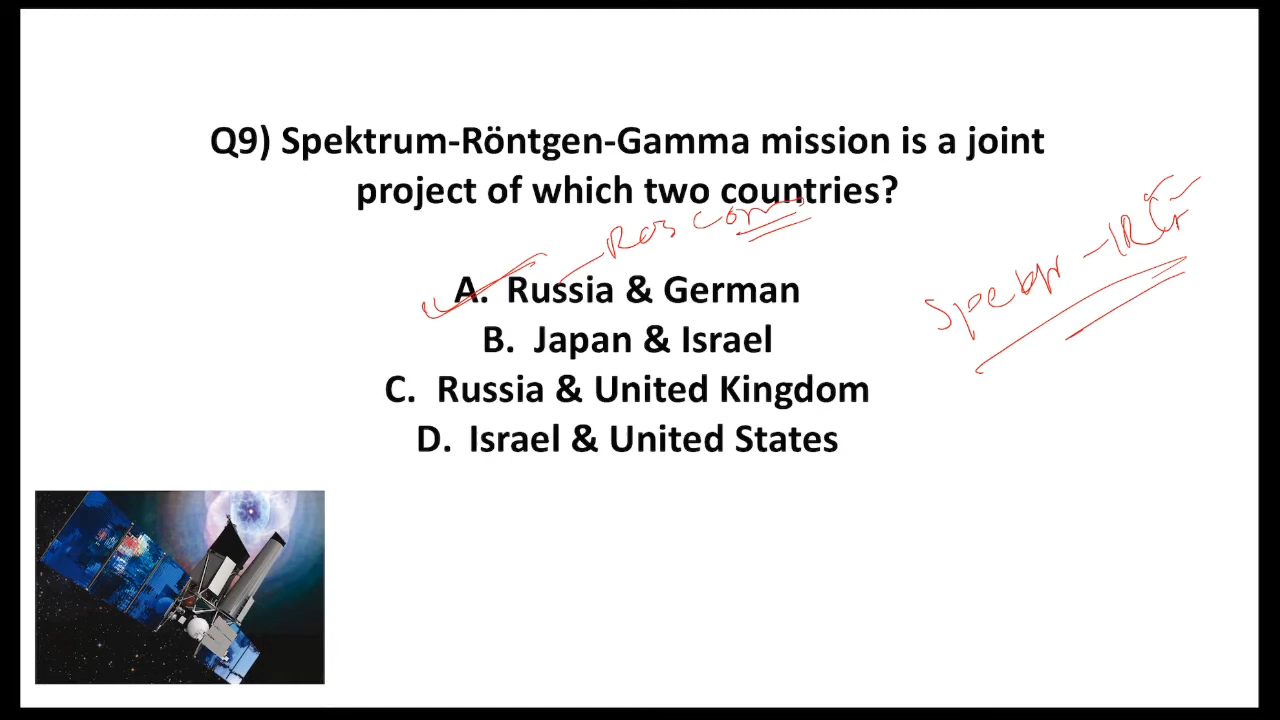 Q9) Spektrum-Röntgen-Gamma mission is a joint
project of which two countries?
Roscom
A. Russia & German
B. Japan & Israel
C. Russia & United Kingdom
D. Israel & United States